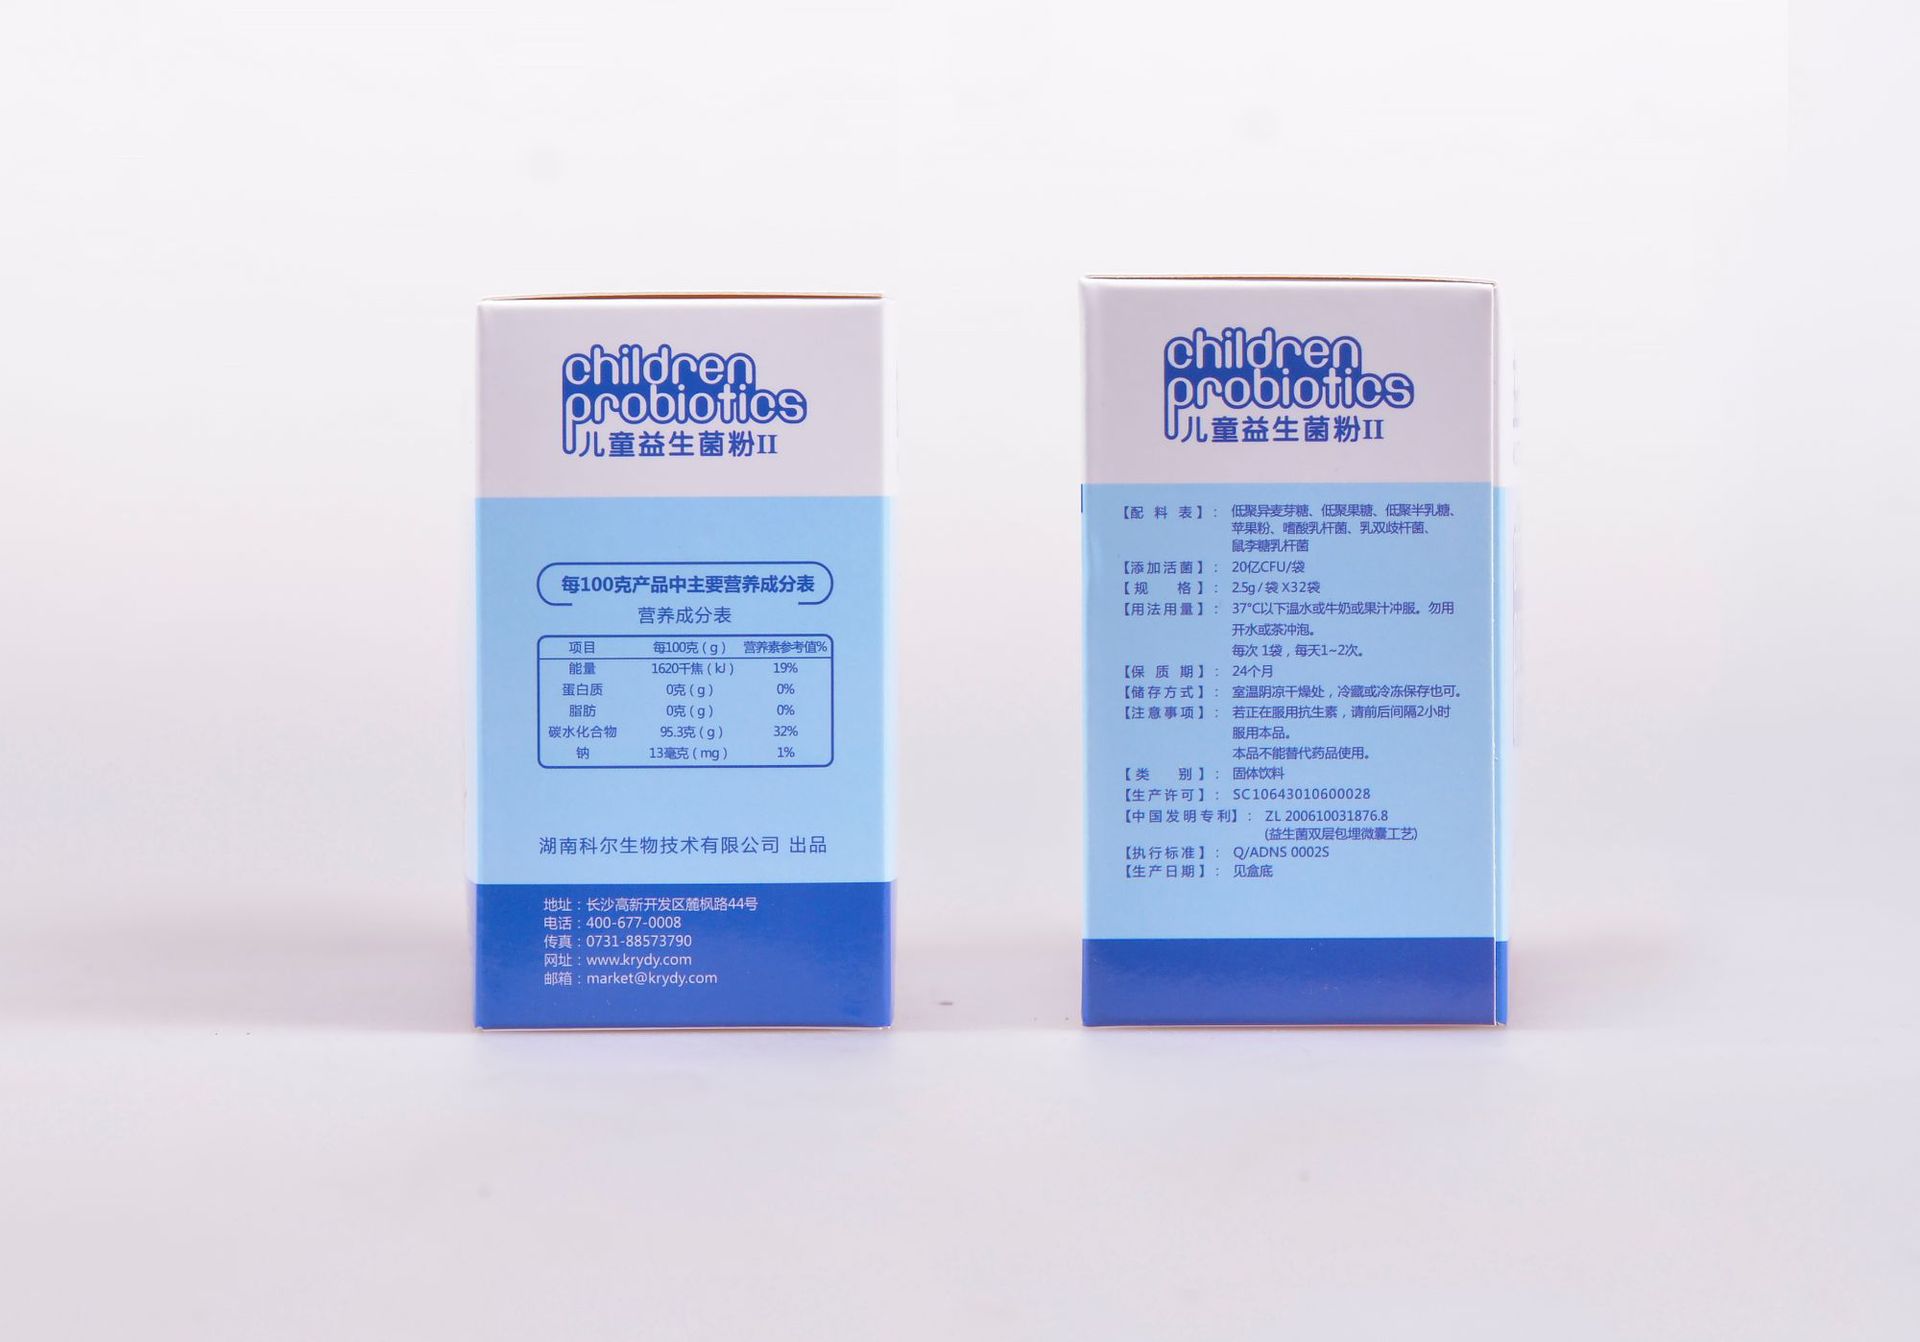 children
probiotics
儿童益生菌粉II
每100克产品中主要营养成分表
营养成分表
项目 每100克(g) 营养素参考值%
能量 1620千焦(kJ) 19%
蛋白质 0克(g) 0%
脂肪 0克(g) 0%
碳水化合物 95.3克(g) 32%
钠 13毫克(mg) 1%
湖南科尔生物技术有限公司 出品
地址：长沙高新开发区麓枫路44号
电话：400-677-0008
传真：0731-88573790
网址：www.krydy.com
邮箱：market@krydy.com
children
probiotics
儿童益生菌粉II
【配料表】： 低聚异麦芽糖、低聚果糖、低聚半乳糖、
苹果粉、嗜酸乳杆菌、乳双歧杆菌、
鼠李糖乳杆菌
【添加活菌】： 20亿CFU/袋
【规格】： 2.5g/袋 X32袋
【用法用量】： 37°C以下温水或牛奶或果汁冲服。勿用
开水或茶冲泡。
每次 1袋，每天1~2次。
【保质期】： 24个月
【储存方式】： 室温阴凉干燥处，冷藏或冷冻保存也可。
【注意事项】： 若正在服用抗生素，请前后间隔2小时
服用本品。
本品不能替代药品使用。
【类别】： 固体饮料
【生产许可】： SC10643010600028
【中国发明专利】： ZL 200610031876.8
(益生菌双层包埋微囊工艺)
【执行标准】： Q/ADNS 0002S
【生产日期】： 见盒底